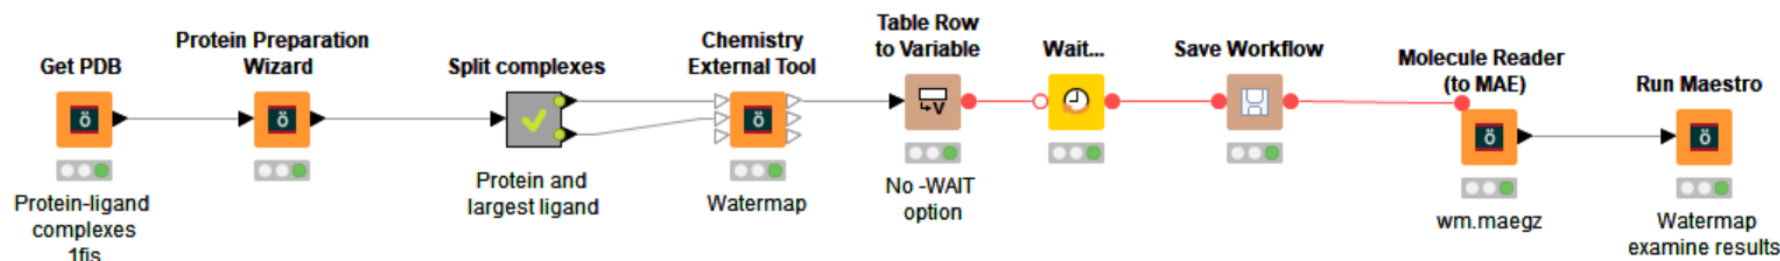 Get PDB
Protein-ligand
complexes
1fjs
Protein Preparation
Wizard
Split complexes
Protein and
largest ligand
Chemistry
External Tool
Watermap
Table Row
to Variable
V
No -WAIT
option
Wait...
Save Workflow
Molecule Reader
(to MAE)
wm.maegz
Run Maestro
Watermap
examine results